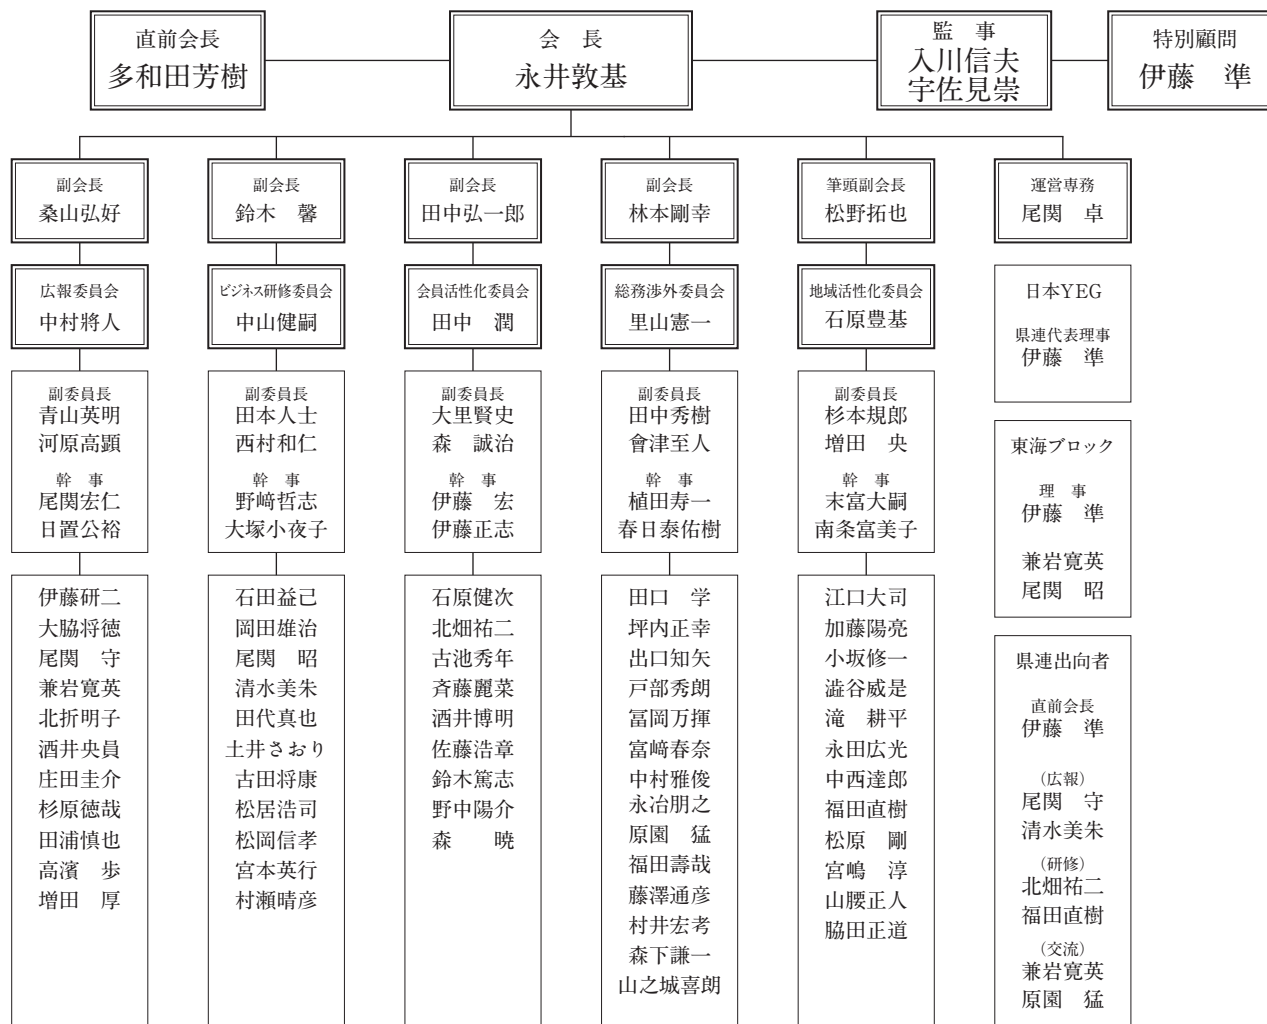 直前会長
多和田芳樹
会　長
永井敦基
監　事
入川信夫
宇佐見崇
特別顧問
伊藤　準
副会長
桑山弘好
副会長
鈴木　馨
副会長
田中弘一郎
副会長
林本剛幸
筆頭副会長
松野拓也
運営専務
尾関　卓
広報委員会
中村將人
ビジネス研修委員会
中山健嗣
会員活性化委員会
田中　潤
総務渉外委員会
里山憲一
地域活性化委員会
石原豊基
副委員長
青山英明
河原高顕
幹　事
尾関宏仁
日置公裕
副委員長
田本人士
西村和仁
幹　事
野﨑哲志
大塚小夜子
副委員長
大里賢史
森　誠治
幹　事
伊藤　宏
伊藤正志
副委員長
田中秀樹
會津至人
幹　事
植田寿一
春日泰佑樹
副委員長
杉本規郎
増田　央
幹　事
末富大嗣
南条富美子
伊藤研二
大脇将徳
尾関　守
兼岩寛英
北折明子
酒井央員
庄田圭介
杉原徳哉
田浦慎也
高濱　歩
増田　厚
石田益己
岡田雄治
尾関　昭
清水美朱
田代真也
土井さおり
古田将康
松居浩司
松岡信孝
宮本英行
村瀬晴彦
石原健次
北畑祐二
古池秀年
斉藤麗菜
酒井博明
佐藤浩章
鈴木篤志
野中陽介
森　　暁
田口　学
坪内正幸
出口知矢
戸部秀朗
冨岡万揮
富﨑春奈
中村雅俊
永冶朋之
原園　猛
福田壽哉
藤澤通彦
村井宏考
森下謙一
山之城喜朗
江口大司
加藤陽亮
小坂修一
澁谷威是
滝　耕平
永田広光
中西達郎
福田直樹
松原　剛
宮嶋　淳
山腰正人
脇田正道
日本YEG
県連代表理事
伊藤　準
東海ブロック
理　事
伊藤　準
兼岩寛英
尾関　昭
県連出向者
直前会長
伊藤　準
（広報）
尾関　守
清水美朱
（研修）
北畑祐二
福田直樹
（交流）
兼岩寛英
原園　猛